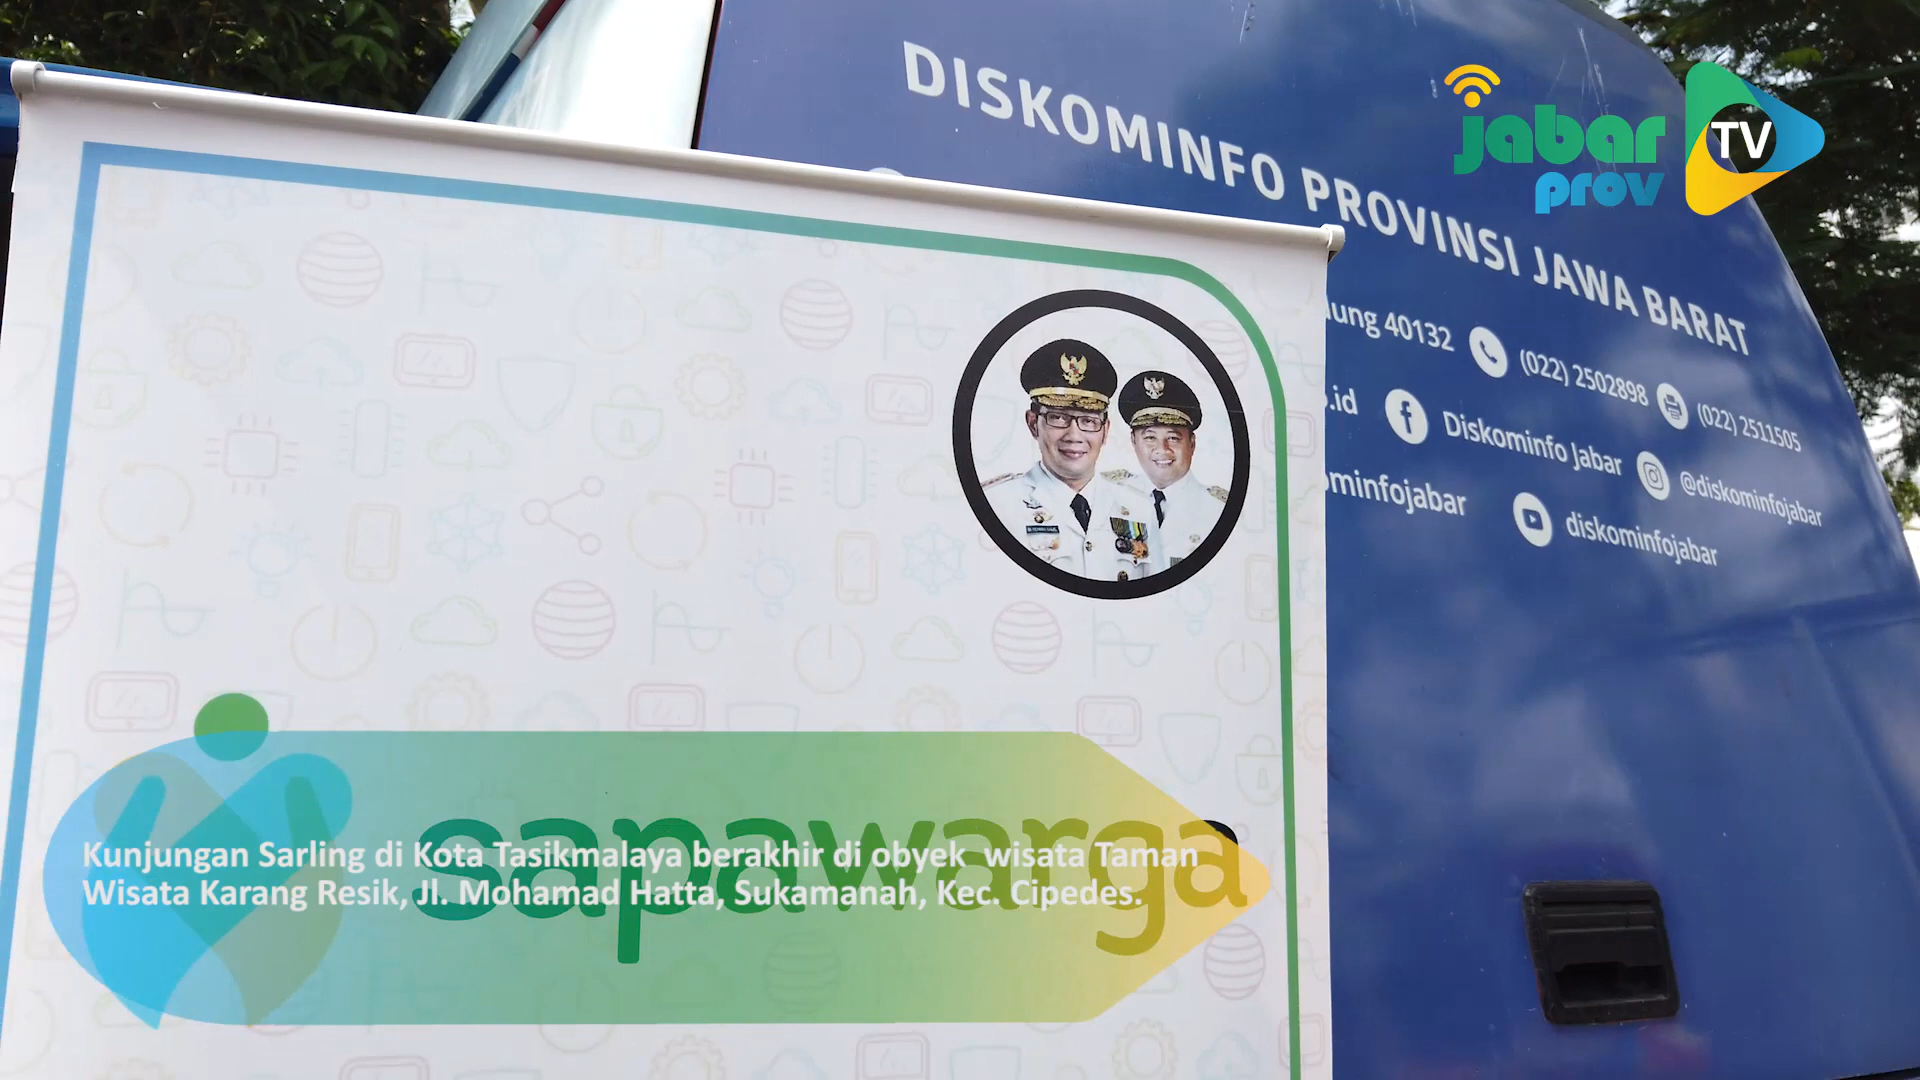 DISKOMINFO PROVINSI JAWA BARAT
jabar
prov
TV
ung 40132
(022) 2502898
(022) 2511505
.id
Diskominfo Jabar
@diskominfojabar
ominfojabar
diskominfojabar
sapawarga
Kunjungan Sarling di Kota Tasikmalaya berakhir di obyek wisata Taman
Wisata Karang Resik, Jl. Mohamad Hatta, Sukamanah, Kec. Cipedes.